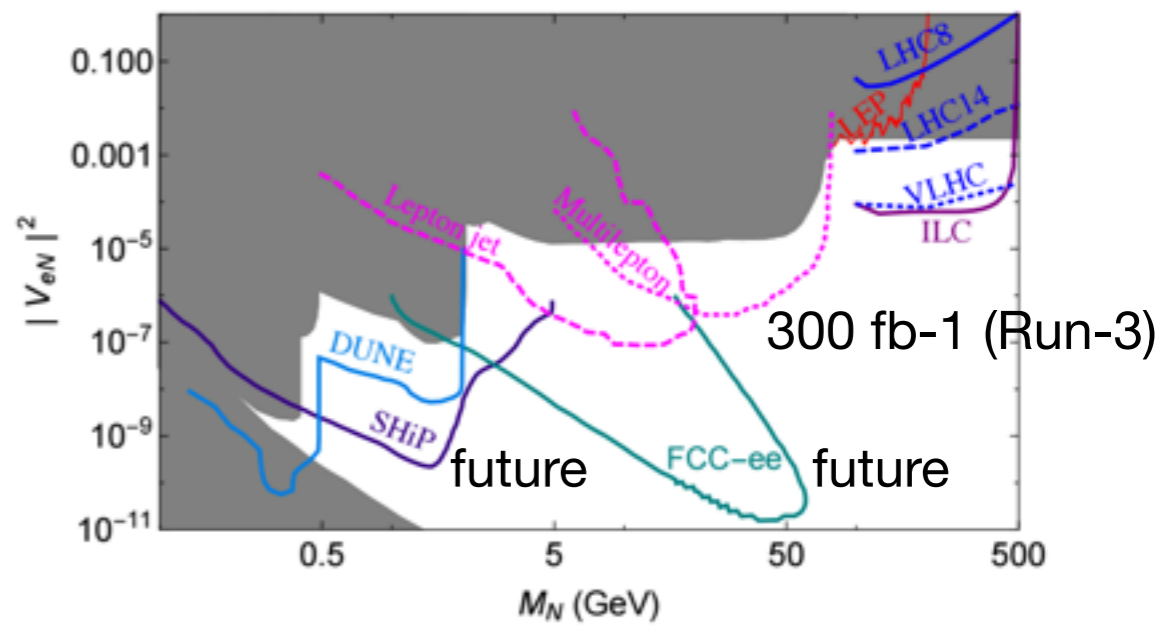 0.100
0.001
10⁻⁵
10⁻⁷
10⁻⁹
10⁻¹¹
| V_eN |²
LHC8
LEP
LHC14
VLHC
ILC
Lepton jet
Multilepton
300 fb-1 (Run-3)
DUNE
SHiP
future
FCC-ee
future
0.5
5
50
500
M_N (GeV)